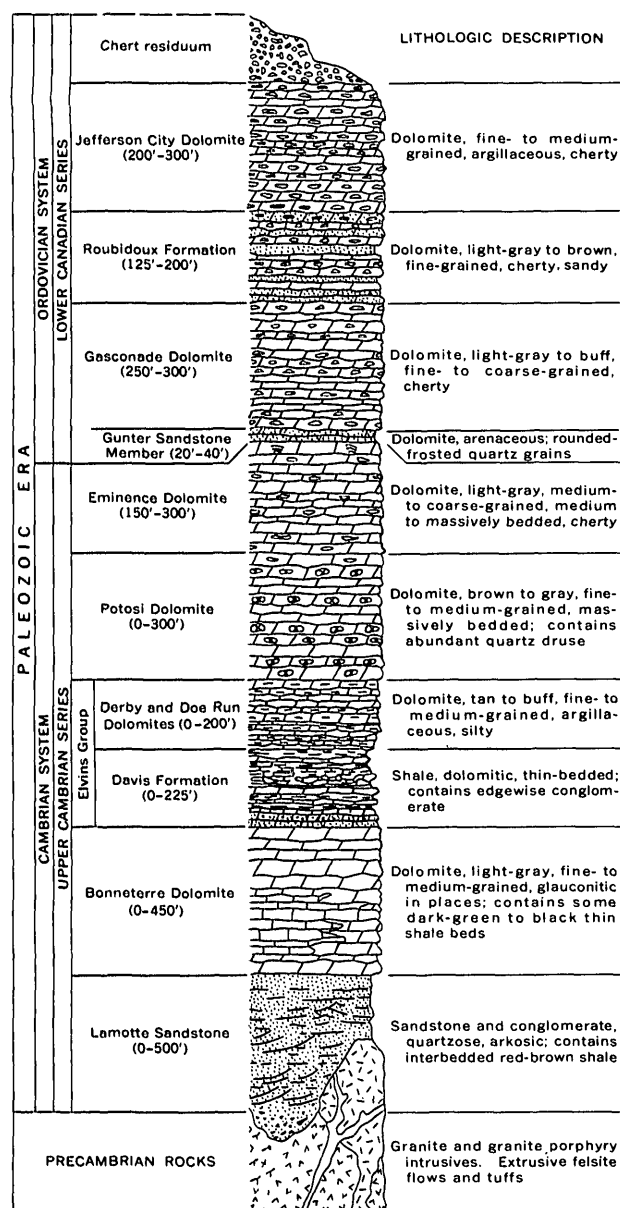 Chert residuum
LITHOLOGIC DESCRIPTION
Jefferson City Dolomite
(200'-300')
Dolomite, fine- to medium-
grained, argillaceous, cherty
Roubidoux Formation
(125'-200')
Dolomite, light-gray to brown,
fine-grained, cherty, sandy
Gasconade Dolomite
(250'-300')
Dolomite, light-gray to buff,
fine- to coarse-grained,
cherty
Gunter Sandstone
Member (20'-40')
Dolomite, arenaceous; rounded-
frosted quartz grains
Eminence Dolomite
(150'-300')
Dolomite, light-gray, medium-
to coarse-grained, medium
to massively bedded, cherty
Potosi Dolomite
(0-300')
Dolomite, brown to gray, fine-
to medium-grained, mas-
sively bedded; contains
abundant quartz druse
Derby and Doe Run
Dolomites (0-200')
Dolomite, tan to buff, fine- to
medium-grained, argilla-
ceous, silty
Davis Formation
(0-225')
Shale, dolomitic, thin-bedded;
contains edgewise conglom-
erate
Bonneterre Dolomite
(0-450')
Dolomite, light-gray, fine- to
medium-grained, glauconitic
in places; contains some
dark-green to black thin
shale beds
Lamotte Sandstone
(0-500')
Sandstone and conglomerate,
quartzose, arkosic; contains
interbedded red-brown shale
PRECAMBRIAN ROCKS
Granite and granite porphyry
intrusives. Extrusive felsite
flows and tuffs
PALEOZOIC ERA
ORDOVICIAN SYSTEM
LOWER CANADIAN SERIES
CAMBRIAN SYSTEM
UPPER CAMBRIAN SERIES
Elvins Group